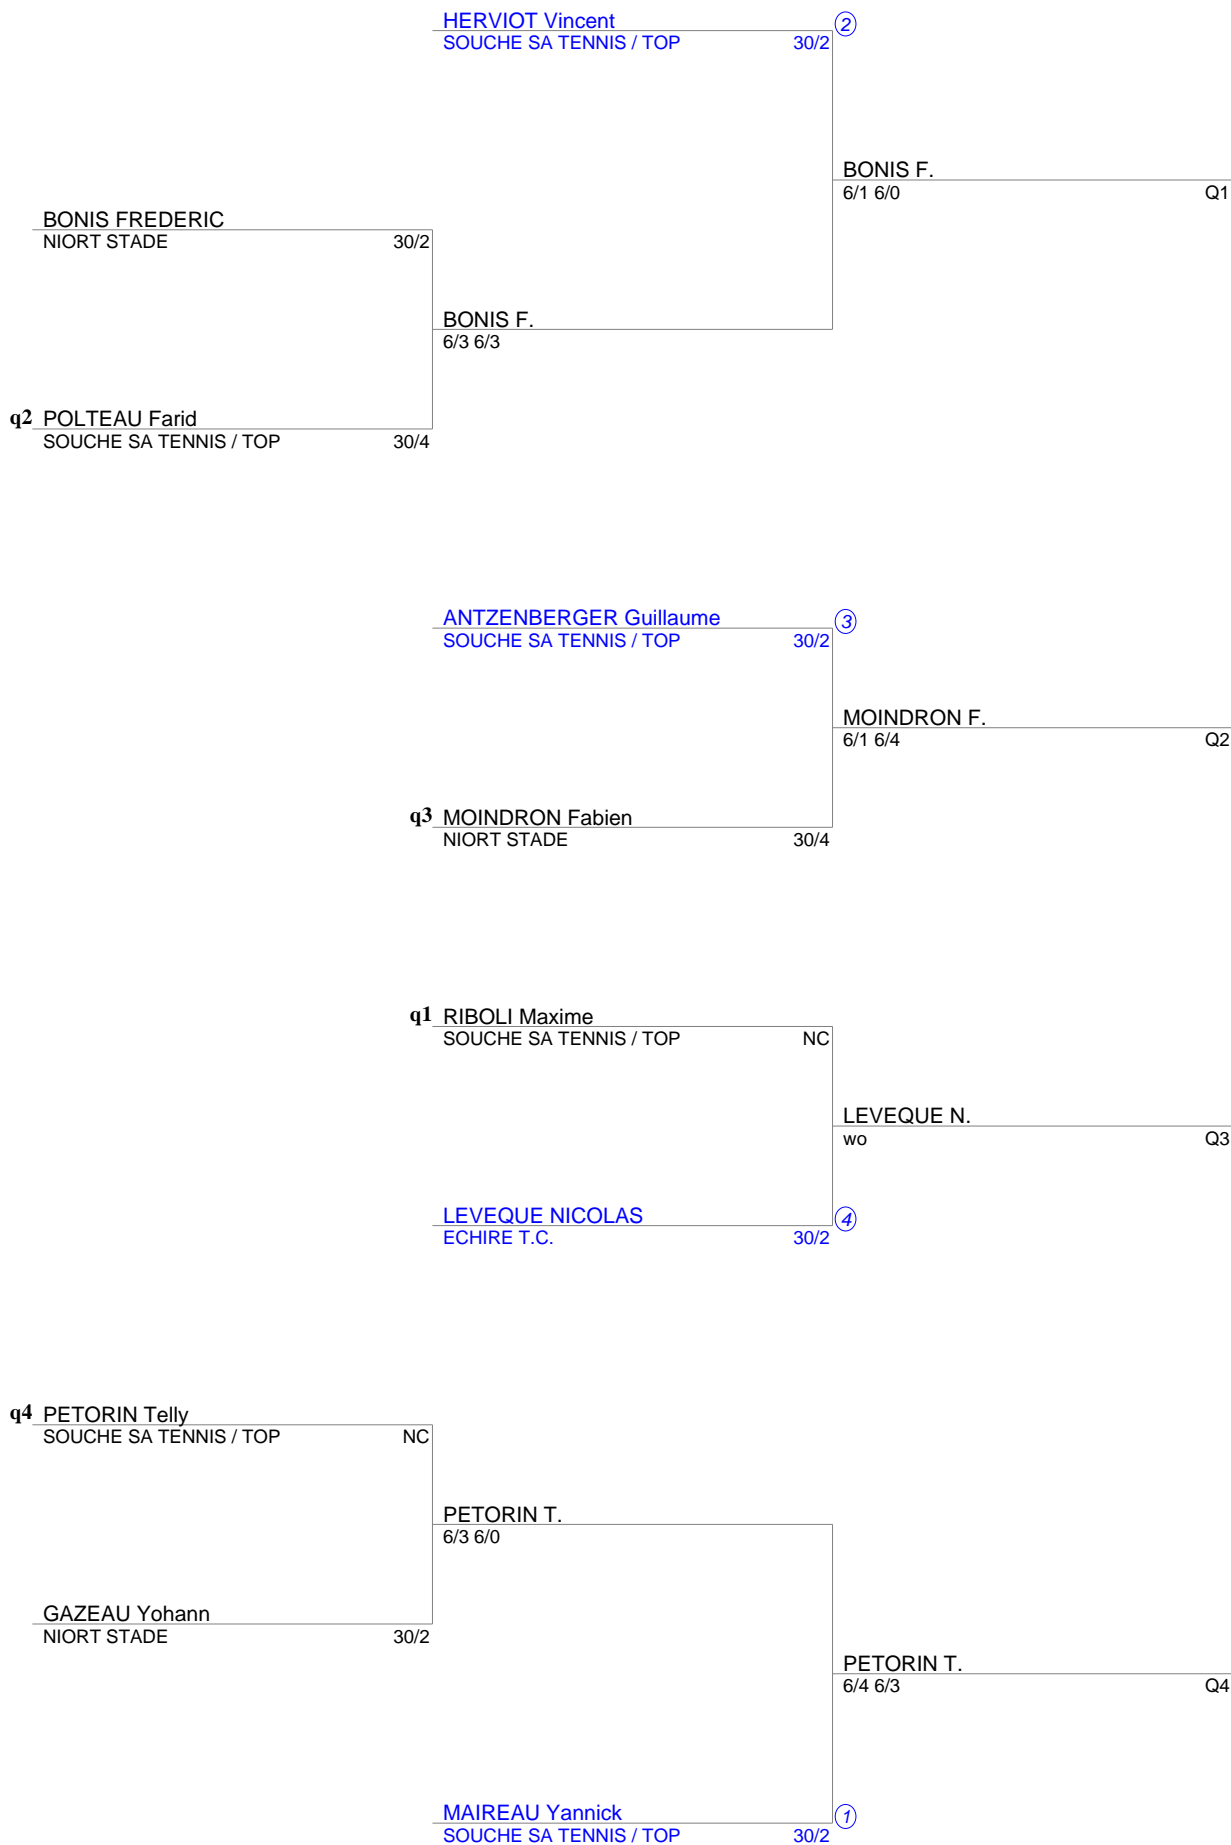 HERVIOT Vincent 2
SOUCHE SA TENNIS / TOP 30/2
BONIS F.
6/1 6/0 Q1
BONIS FREDERIC
NIORT STADE 30/2
BONIS F.
6/3 6/3
q2 POLTEAU Farid
SOUCHE SA TENNIS / TOP 30/4
ANTZENBERGER Guillaume 3
SOUCHE SA TENNIS / TOP 30/2
MOINDRON F.
6/1 6/4 Q2
q3 MOINDRON Fabien
NIORT STADE 30/4
q1 RIBOLI Maxime
SOUCHE SA TENNIS / TOP NC
LEVEQUE N.
wo Q3
LEVEQUE NICOLAS 4
ECHIRE T.C. 30/2
q4 PETORIN Telly
SOUCHE SA TENNIS / TOP NC
PETORIN T.
6/3 6/0
GAZEAU Yohann
NIORT STADE 30/2
PETORIN T.
6/4 6/3 Q4
MAIREAU Yannick 1
SOUCHE SA TENNIS / TOP 30/2